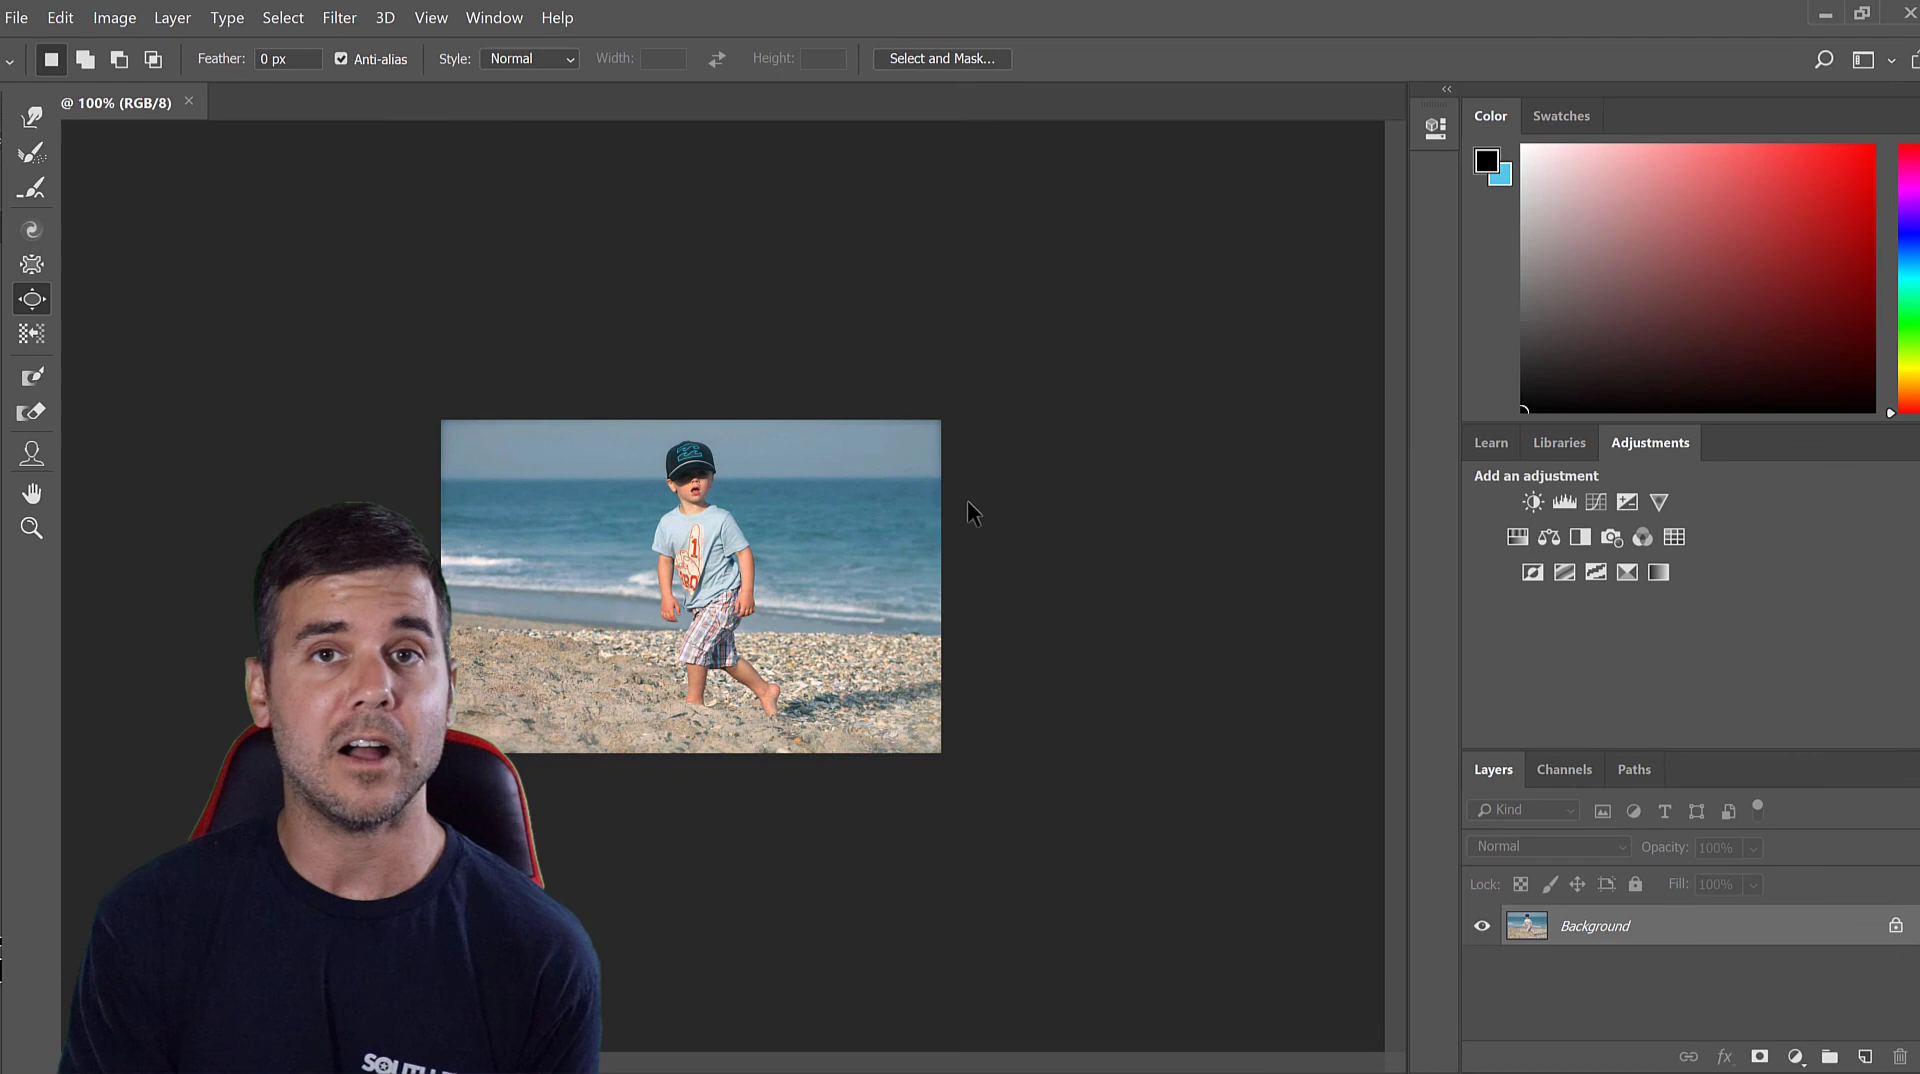 File Edit Image Layer Type Select Filter 3D View Window Help
Feather: 0 px Anti-alias Style: Normal Width: Height: Select and Mask...
@ 100% (RGB/8)
Color Swatches
Learn Libraries Adjustments
Add an adjustment
1
Layers Channels Paths
Kind
Normal Opacity: 100%
Lock: Fill: 100%
Background
fx